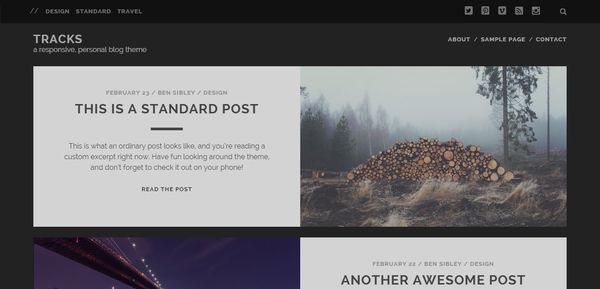 // DESIGN STANDARD TRAVEL
TRACKS
a responsive, personal blog theme
ABOUT / SAMPLE PAGE / CONTACT
FEBRUARY 23 / BEN SIBLEY / DESIGN
THIS IS A STANDARD POST
This is what an ordinary post looks like, and you're reading a
custom excerpt right now. Have fun looking around the theme,
and don't forget to check it out on your phone!
READ THE POST
FEBRUARY 22 / BEN SIBLEY / DESIGN
ANOTHER AWESOME POST